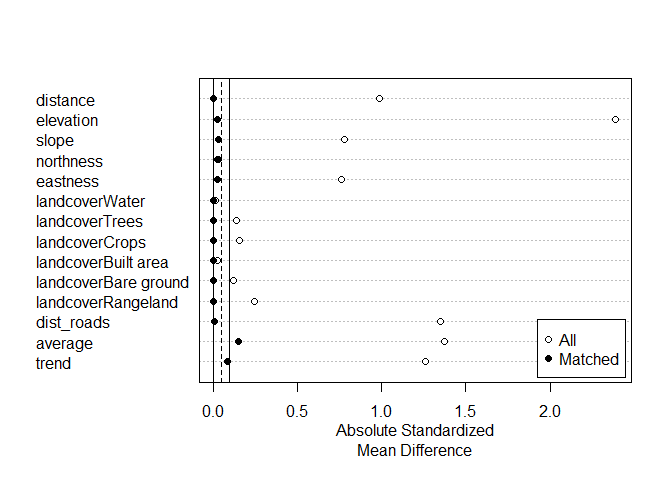 distance
elevation
slope
northness
eastness
landcoverWater
landcoverTrees
landcoverCrops
landcoverBuilt area
landcoverBare ground
landcoverRangeland
dist_roads
average
trend
All
Matched
0.0 0.5 1.0 1.5 2.0
Absolute Standardized
Mean Difference